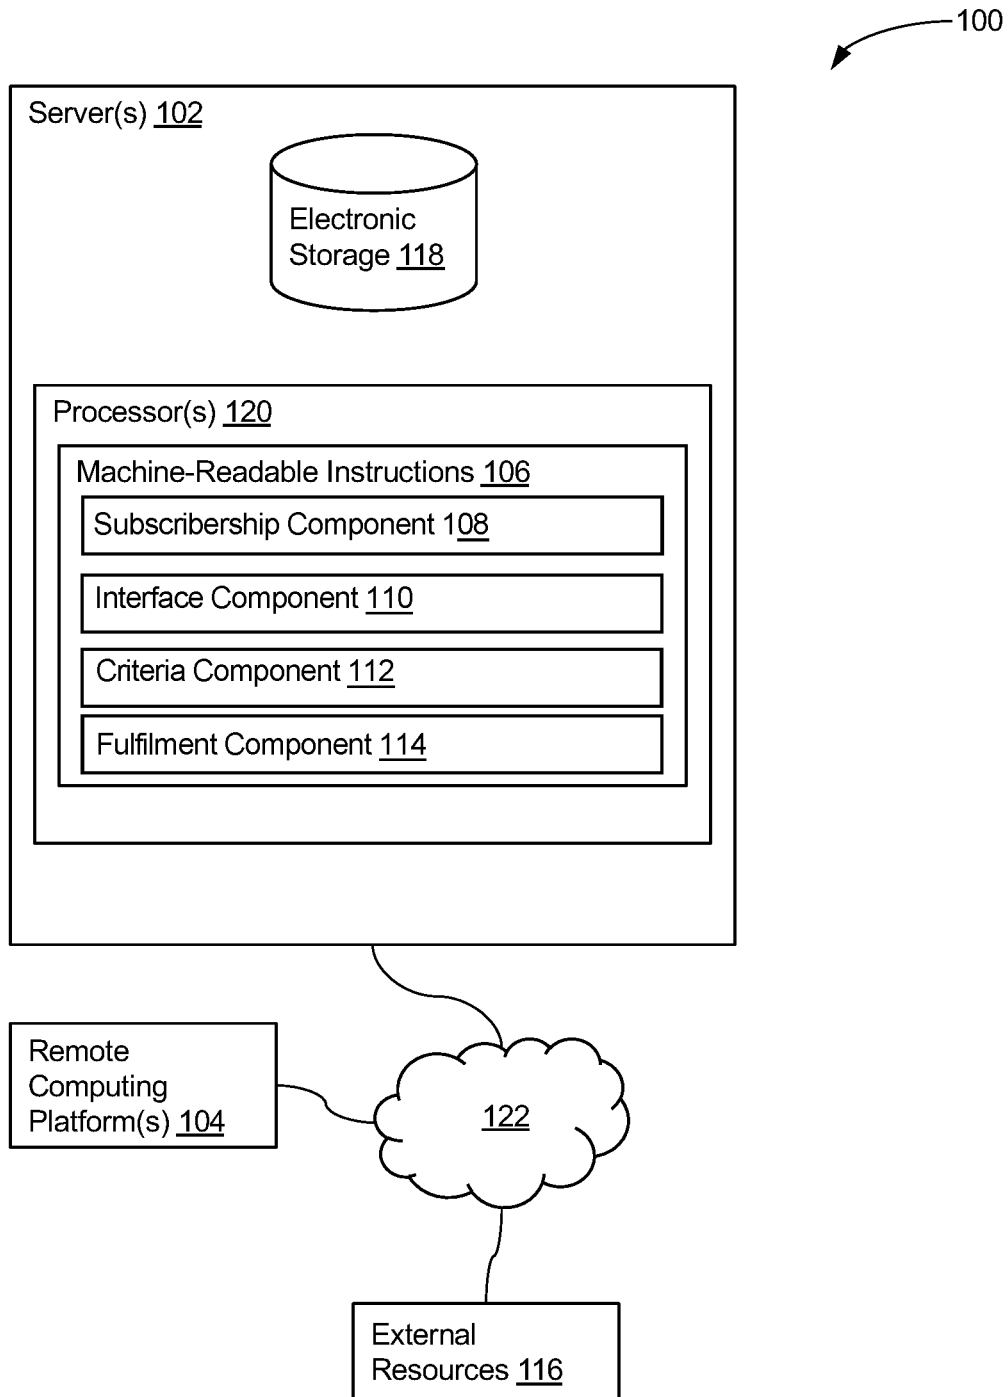 100
Server(s) 102
Electronic
Storage 118
Processor(s) 120
Machine-Readable Instructions 106
Subscribership Component 108
Interface Component 110
Criteria Component 112
Fulfilment Component 114
Remote
Computing
Platform(s) 104
122
External
Resources 116